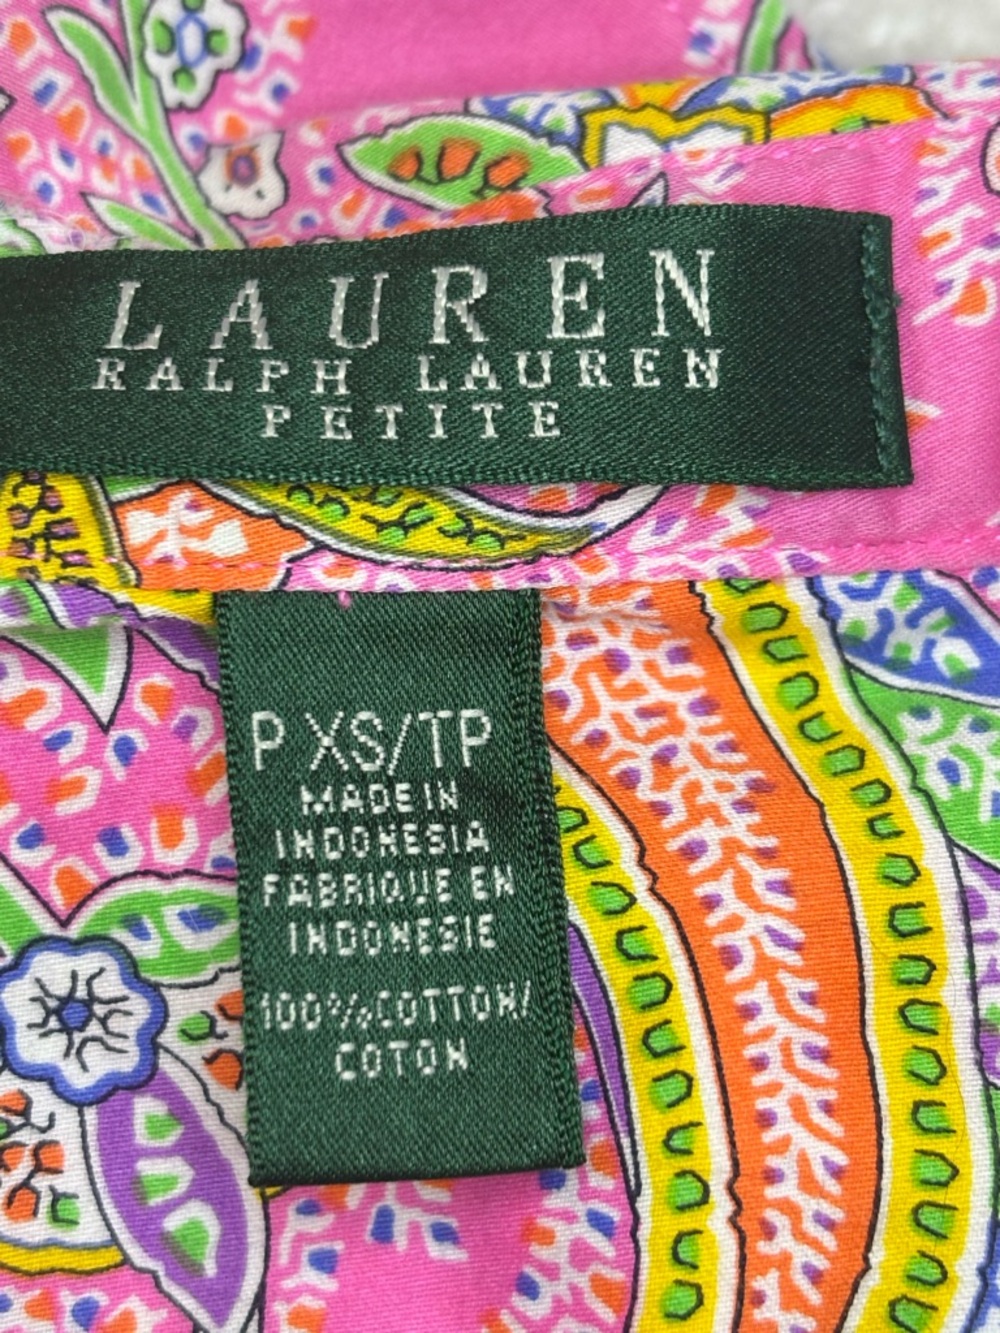 LAUREN
RALPH LAUREN
PETITE
P XS/TP
MADE IN
INDONESIA
FABRIQUE EN
INDONESIE
100%COTTON/
COTON